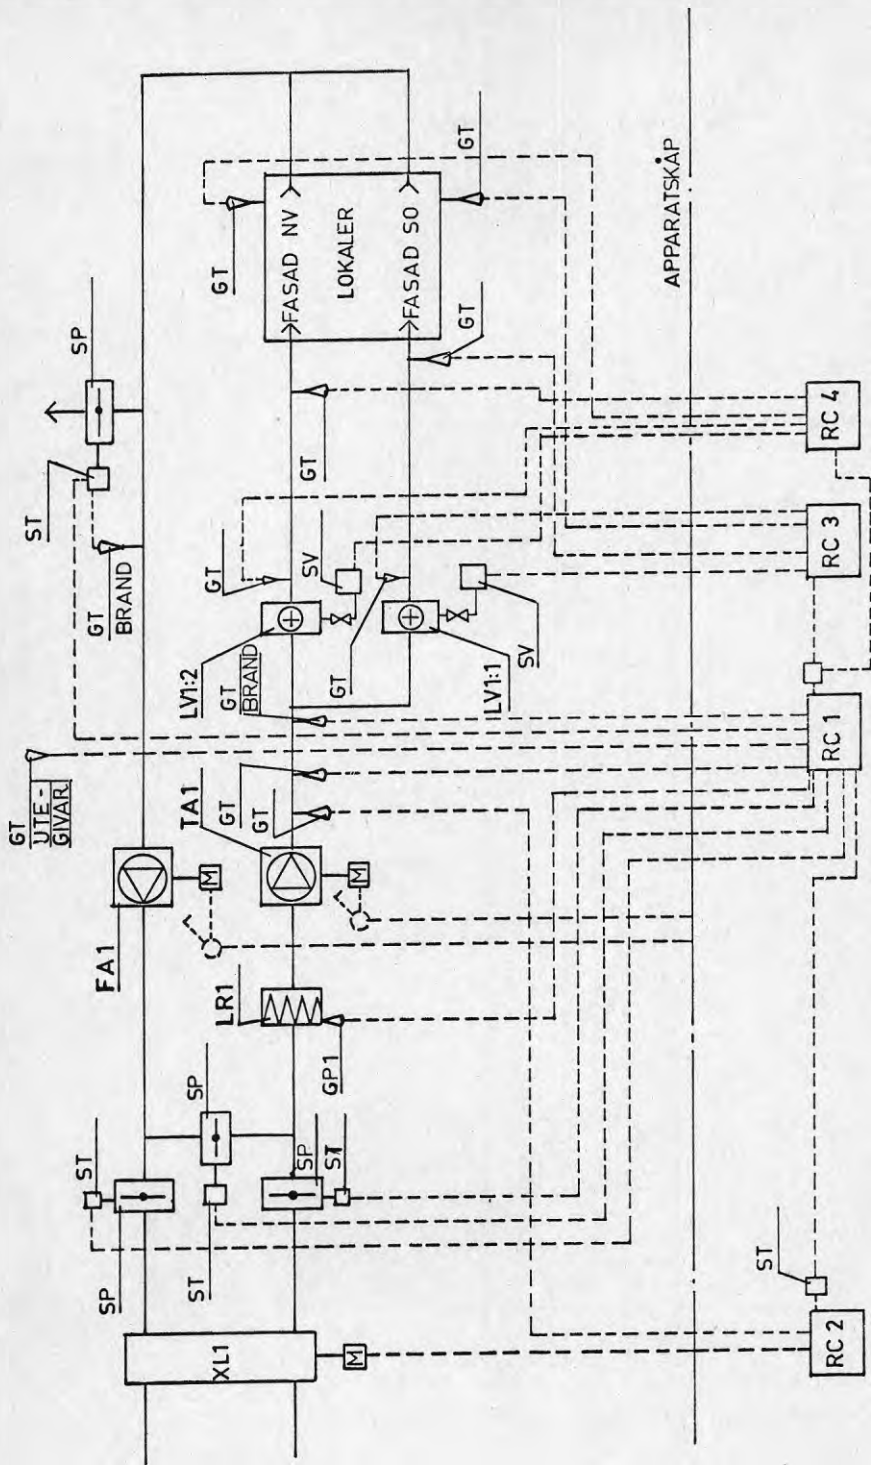 GT
UTE-
GIVAR
GT
BRAND
ST
SP
FA1
TA1
GT
GT
GT
BRAND
LV1:2
GT
SV
GT
GT
GT
FASAD NV
LOKALER
FASAD SO
GT
GT
LV1:1
SV
LR1
GP1
SP
ST
SP
ST
SP
ST
XL1
M
M
M
APPARATSKÅP
ST
RC 2
RC 1
RC 3
RC 4